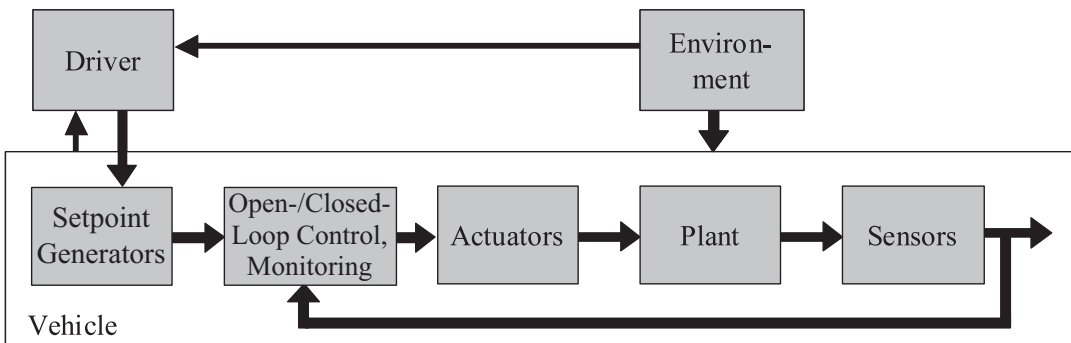 Driver
Environ-
ment
Setpoint
Generators
Open-/Closed-
Loop Control,
Monitoring
Actuators
Plant
Sensors
Vehicle